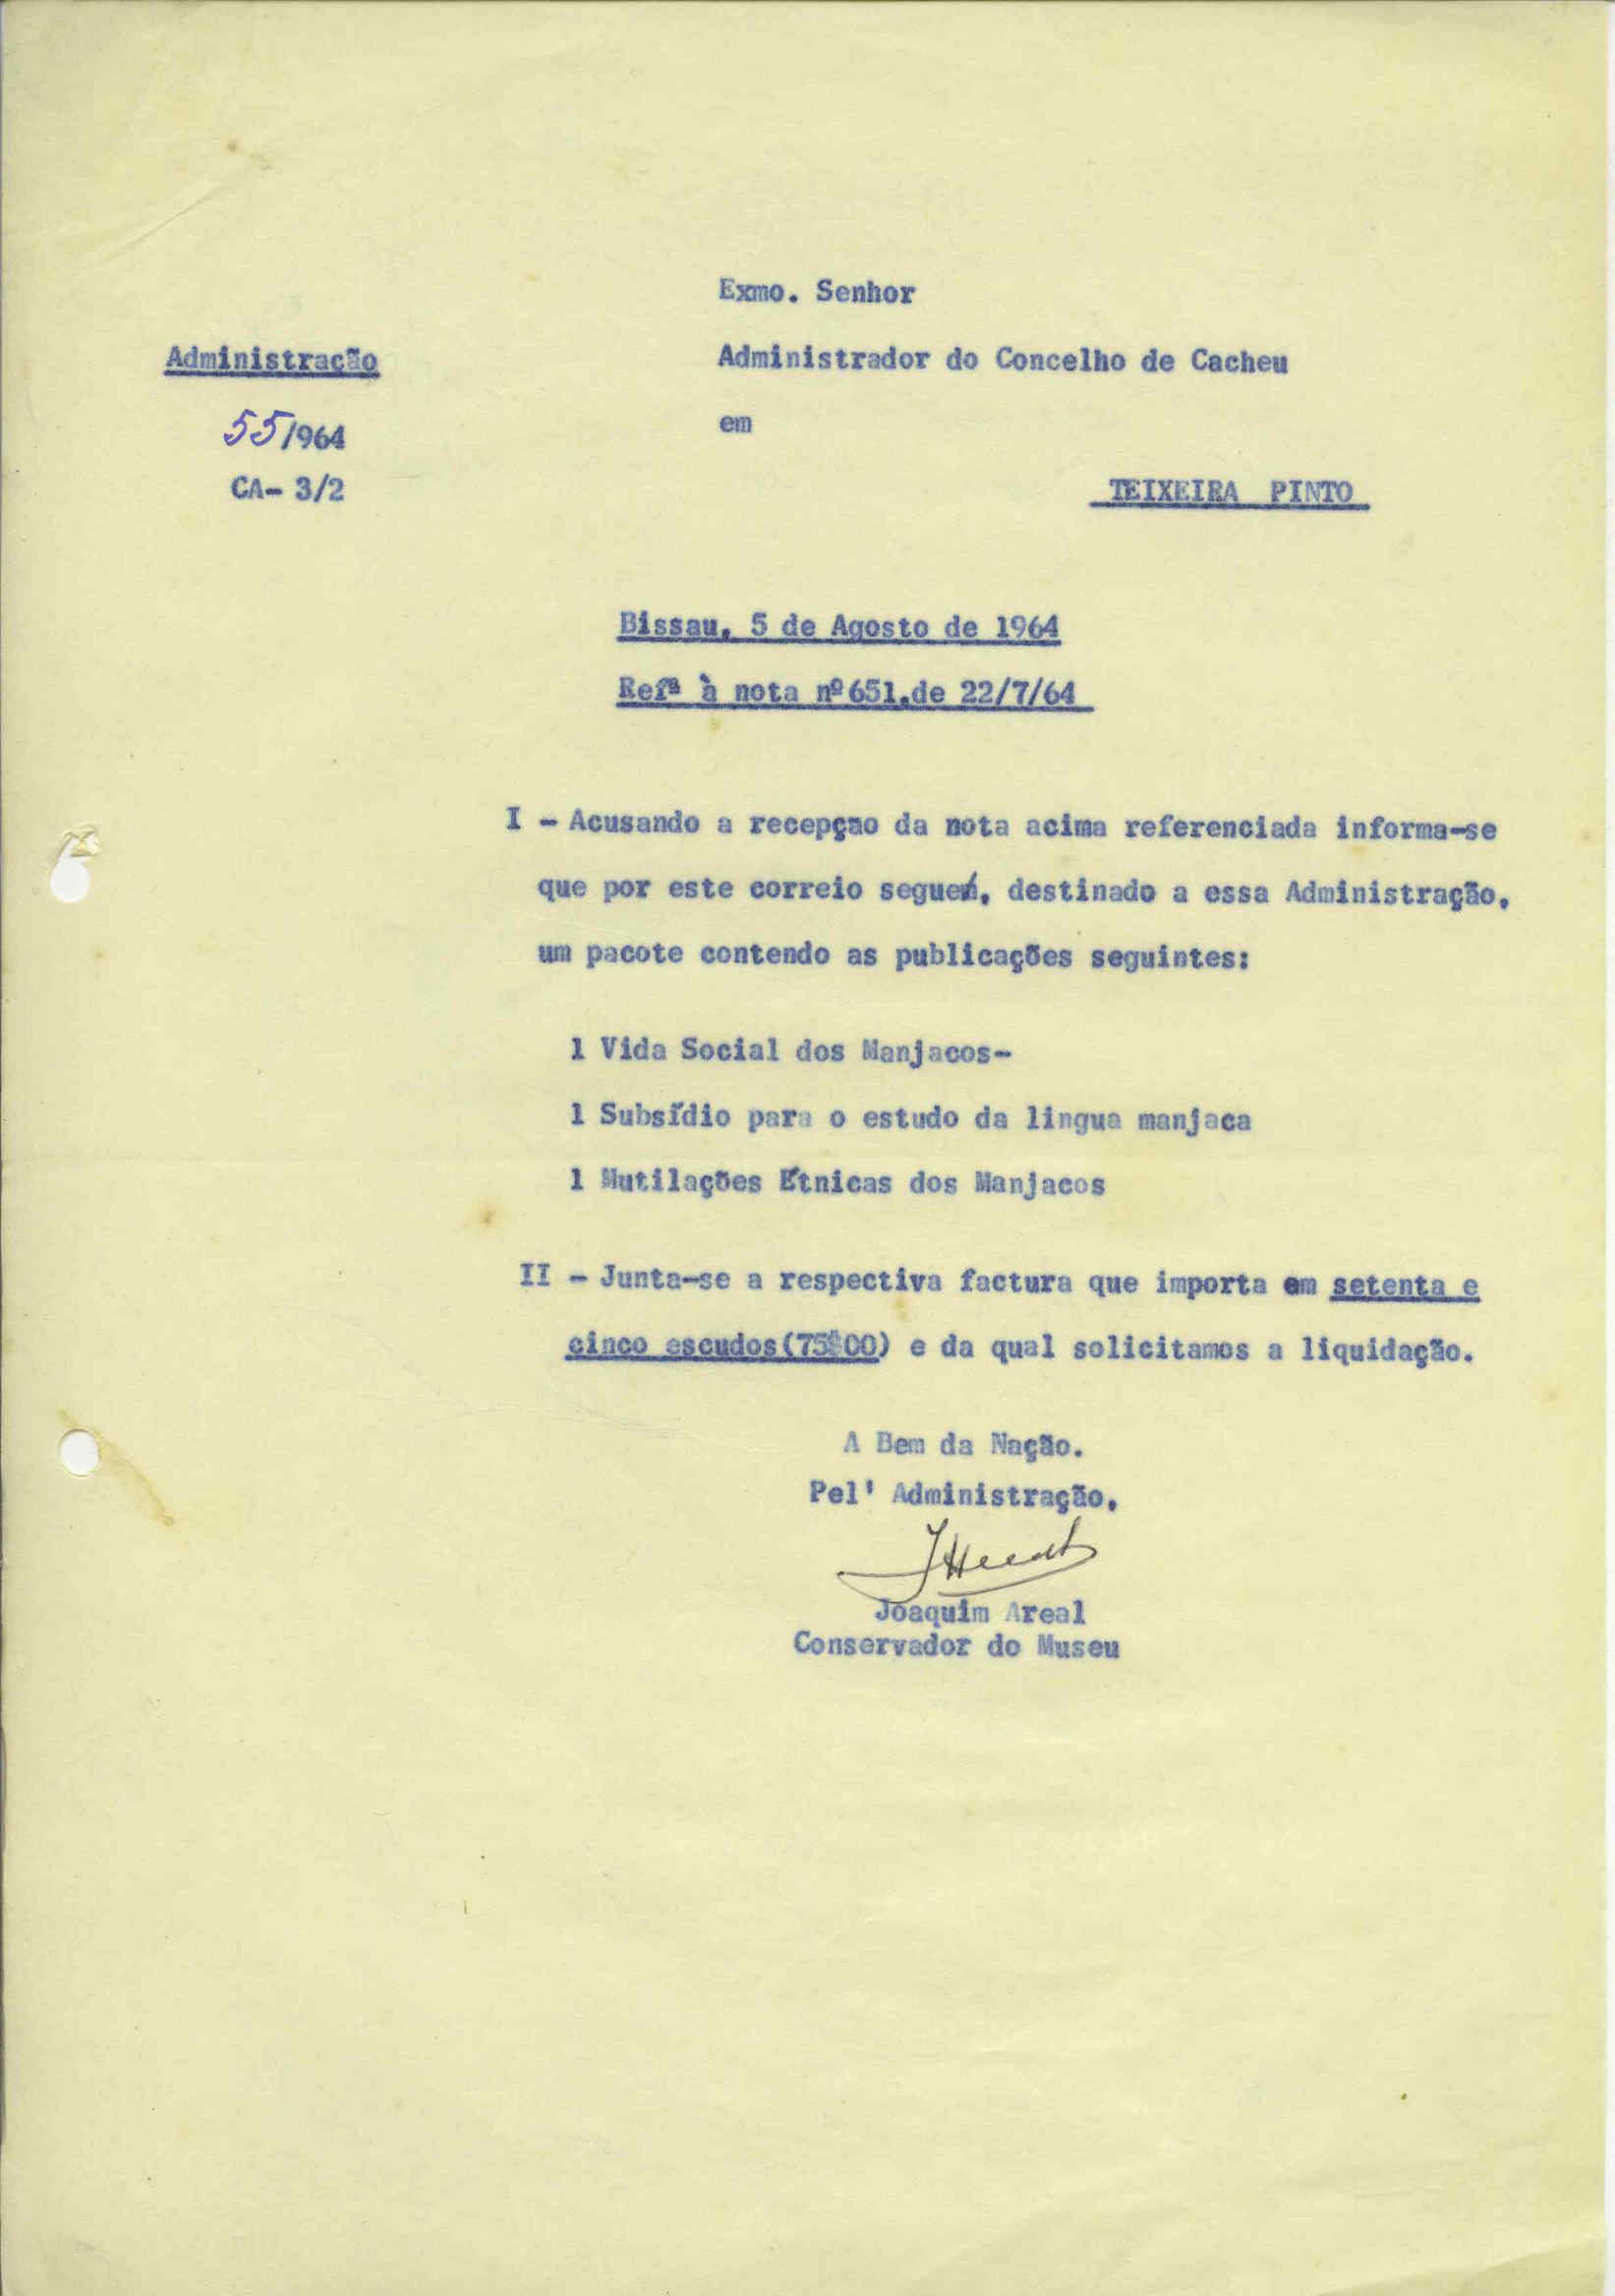 Exmo. Senhor
Administração
Administrador do Concelho de Cacheu
55/964
em
CA- 3/2
TEIXEIRA PINTO
Bissau, 5 de Agosto de 1964
Refª à nota nº651,de 22/7/64
I - Acusando a recepçao da nota acima referenciada informa-se
que por este correio segue, destinado a essa Administração,
um pacote contendo as publicações seguintes:
1 Vida Social dos Manjacos-
1 Subsídio para o estudo da lingua manjaca
1 Mutilações Étnicas dos Manjacos
II - Junta-se a respectiva factura que importa em setenta e
cinco escudos(75$00) e da qual solicitamos a liquidação.
A Bem da Nação.
Pel' Administração,
Joaquim Areal
Conservador do Museu